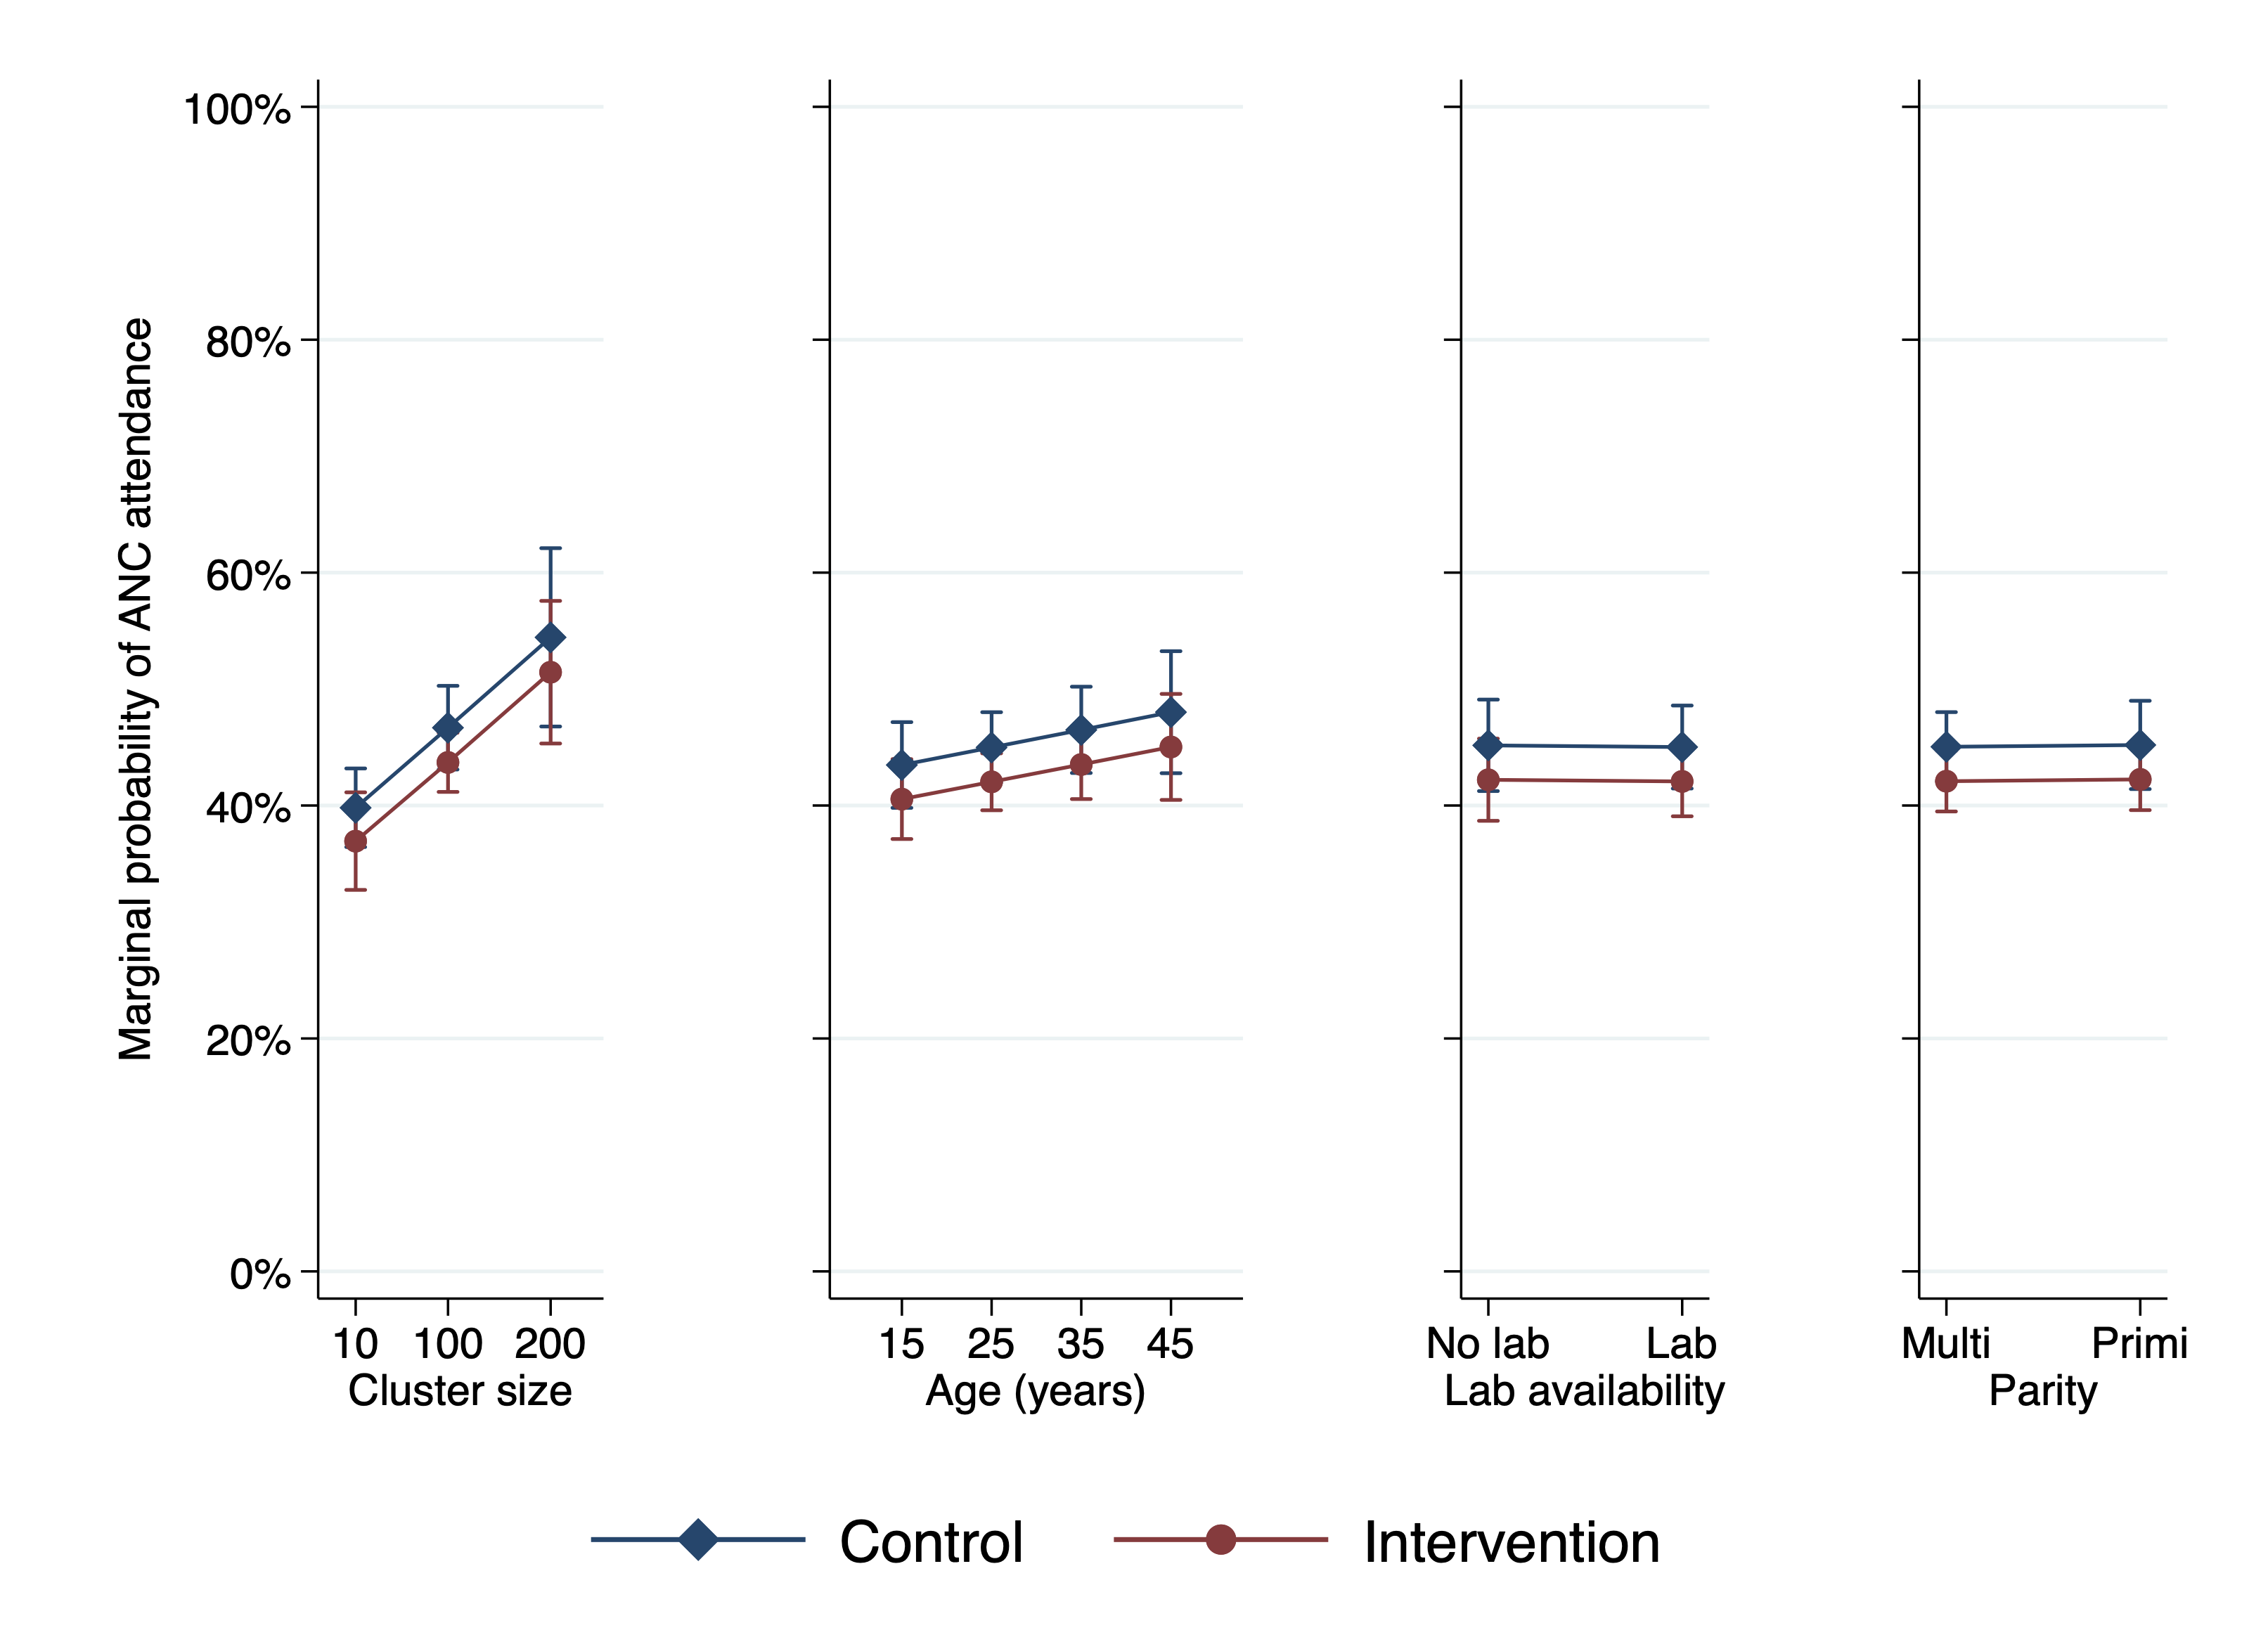 Marginal probability of ANC attendance
100%
80%
60%
40%
20%
0%
10 100 200
Cluster size
15 25 35 45
Age (years)
No lab Lab
Lab availability
Multi Primi
Parity
Control Intervention